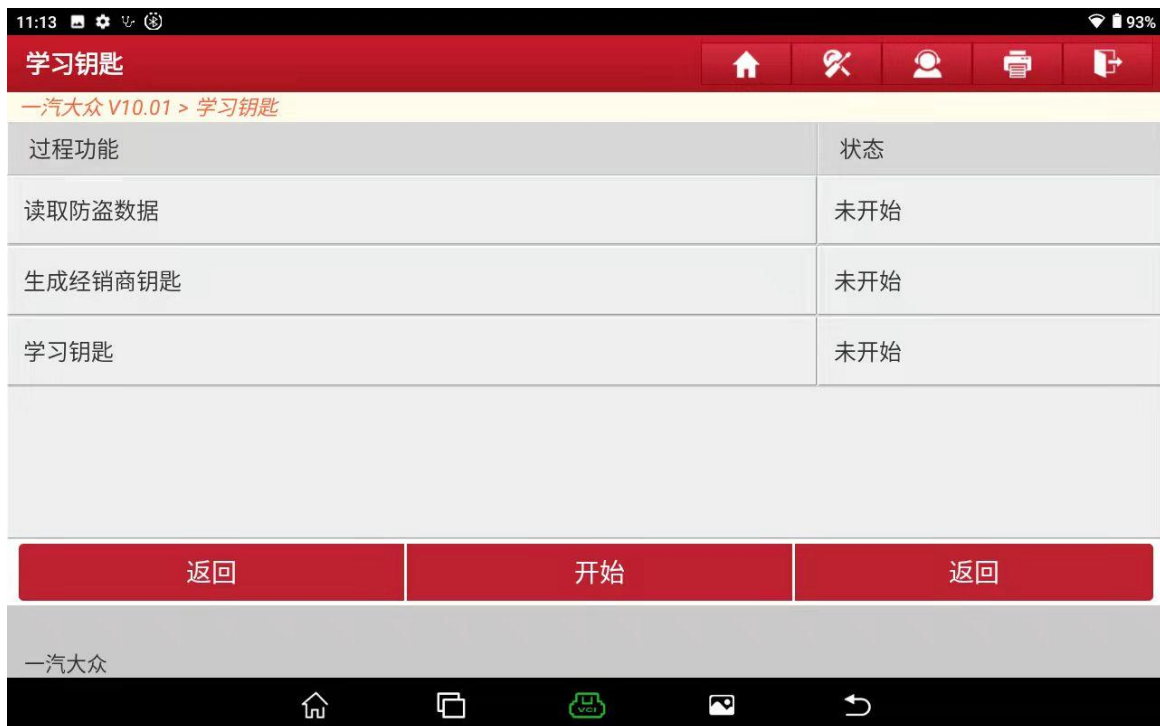 11:13
93%
学习钥匙
一汽大众 V10.01 > 学习钥匙
过程功能 状态
读取防盗数据 未开始
生成经销商钥匙 未开始
学习钥匙 未开始
返回 开始 返回
一汽大众
VCI